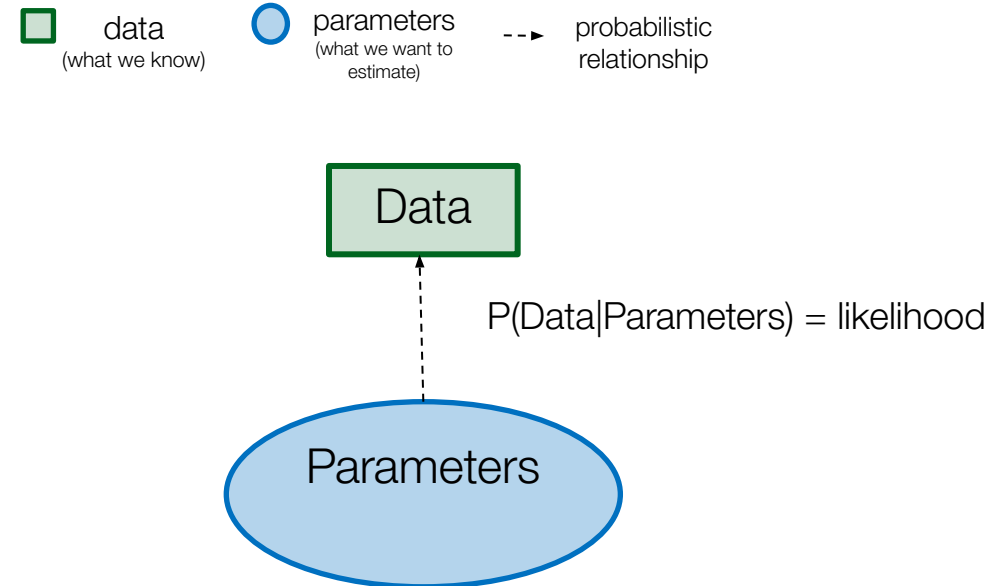 data
(what we know)
parameters
(what we want to
estimate)
probabilistic
relationship
Data
P(Data|Parameters) = likelihood
Parameters